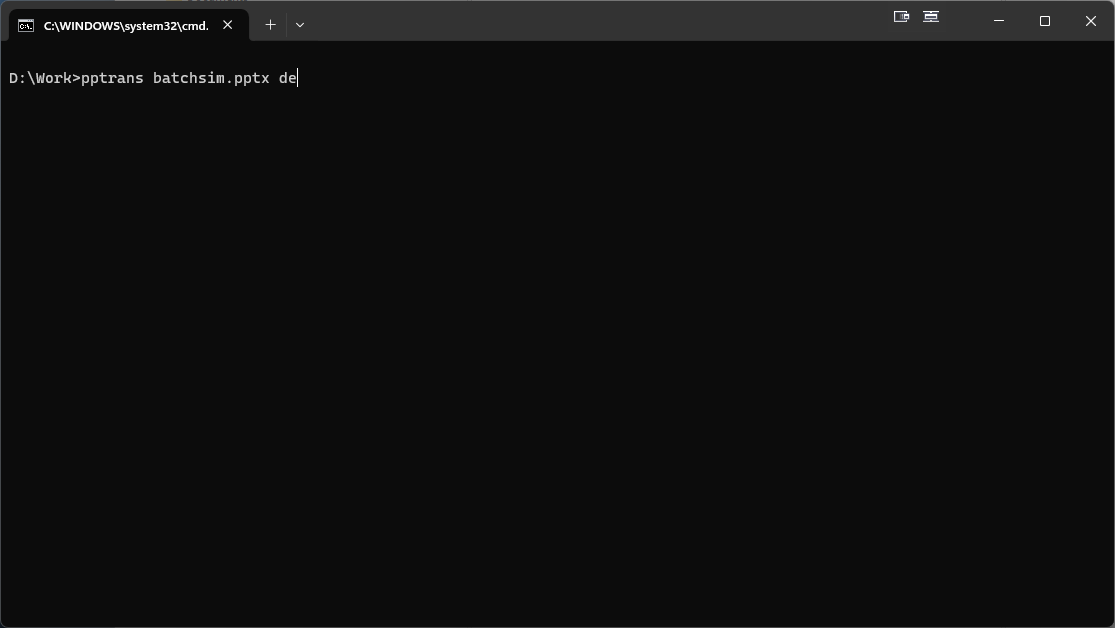 C:\WINDOWS\system32\cmd.
D:\Work>pptrans batchsim.pptx de